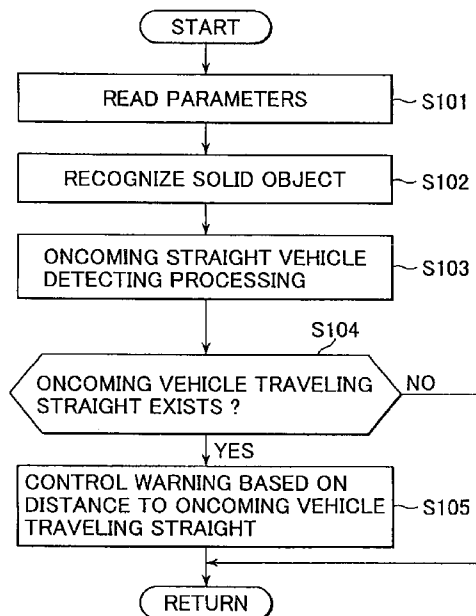 START
READ PARAMETERS
S101
RECOGNIZE SOLID OBJECT
S102
ONCOMING STRAIGHT VEHICLE
DETECTING PROCESSING
S103
S104
ONCOMING VEHICLE TRAVELING
STRAIGHT EXISTS ?
NO
YES
CONTROL WARNING BASED ON
DISTANCE TO ONCOMING VEHICLE
TRAVELING STRAIGHT
S105
RETURN